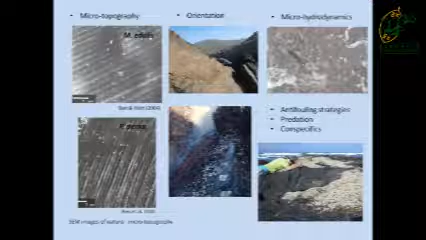 • Micro-topography
• Orientation
• Micro-hydrodynamics
M. edulis
• Antifouling strategies
• Predation
• Conspecifics
P. perna
SEM images of natural micro-topography